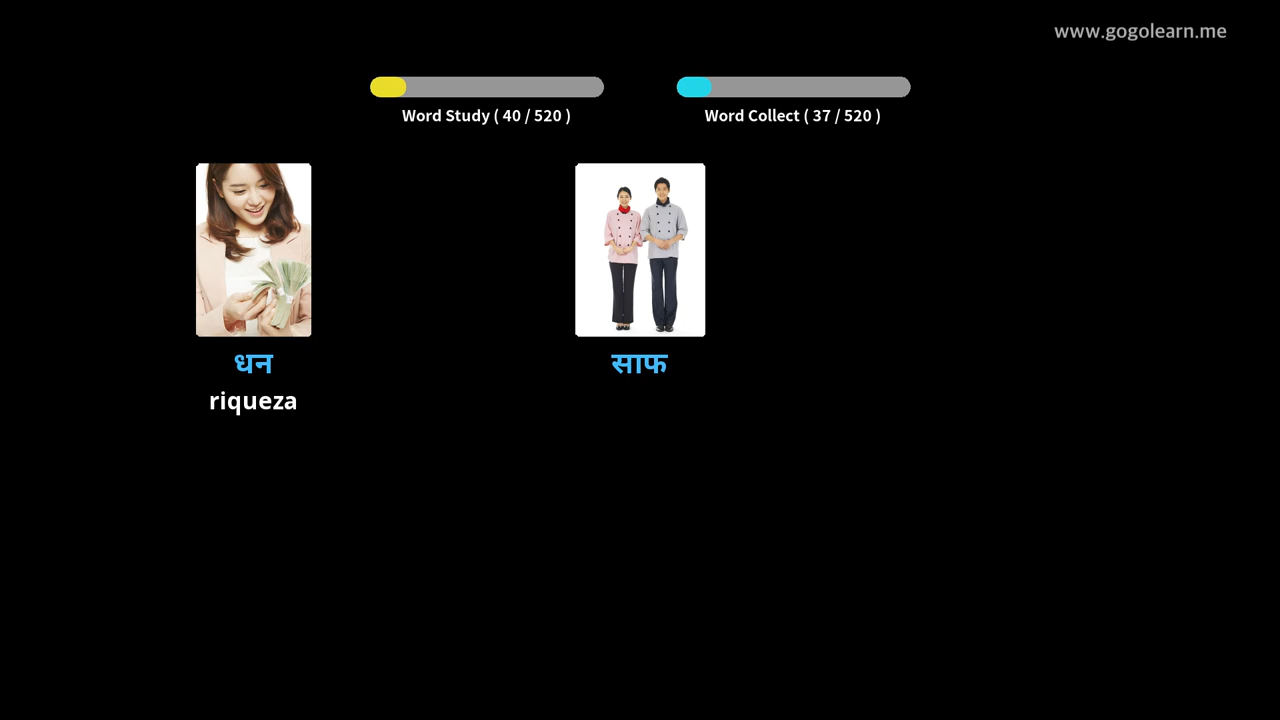 www.gogolearn.me
Word Study ( 40 / 520 )
Word Collect ( 37 / 520 )
धन
riqueza
साफ